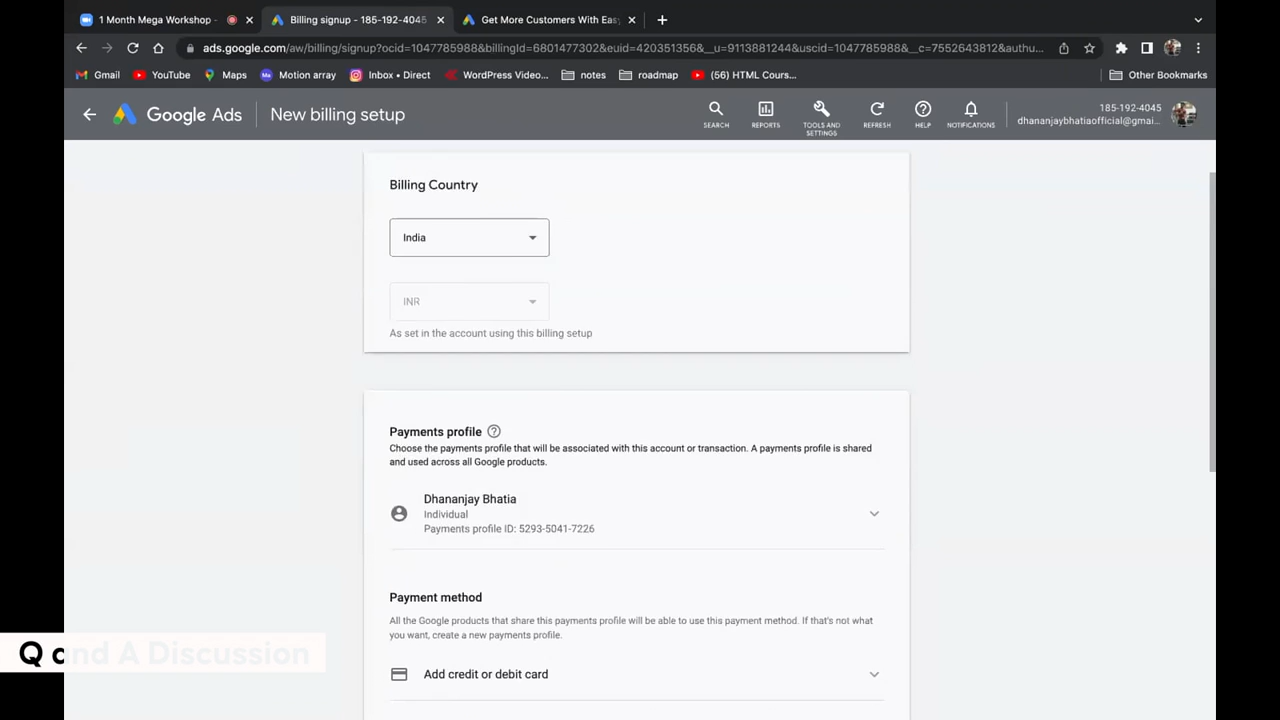 1 Month Mega Workshop -
Billing signup - 185-192-4045
Get More Customers With Eas
ads.google.com/aw/billing/signup?ocid=1047785988&billingId=6801477302&euid=420351356&__u=9113881244&uscid=1047785988&__c=7552643812&authu...
Gmail
YouTube
Maps
Motion array
Inbox • Direct
WordPress Video...
notes
roadmap
(56) HTML Cours...
Other Bookmarks
Google Ads
New billing setup
SEARCH
REPORTS
TOOLS AND
SETTINGS
REFRESH
HELP
NOTIFICATIONS
185-192-4045
dhananjaybhatiaofficial@gmai...
Billing Country
India
INR
As set in the account using this billing setup
Payments profile
Choose the payments profile that will be associated with this account or transaction. A payments profile is shared
and used across all Google products.
Dhananjay Bhatia
Individual
Payments profile ID: 5293-5041-7226
Payment method
All the Google products that share this payments profile will be able to use this payment method. If that's not what
you want, create a new payments profile.
Q and A Discussion
Add credit or debit card